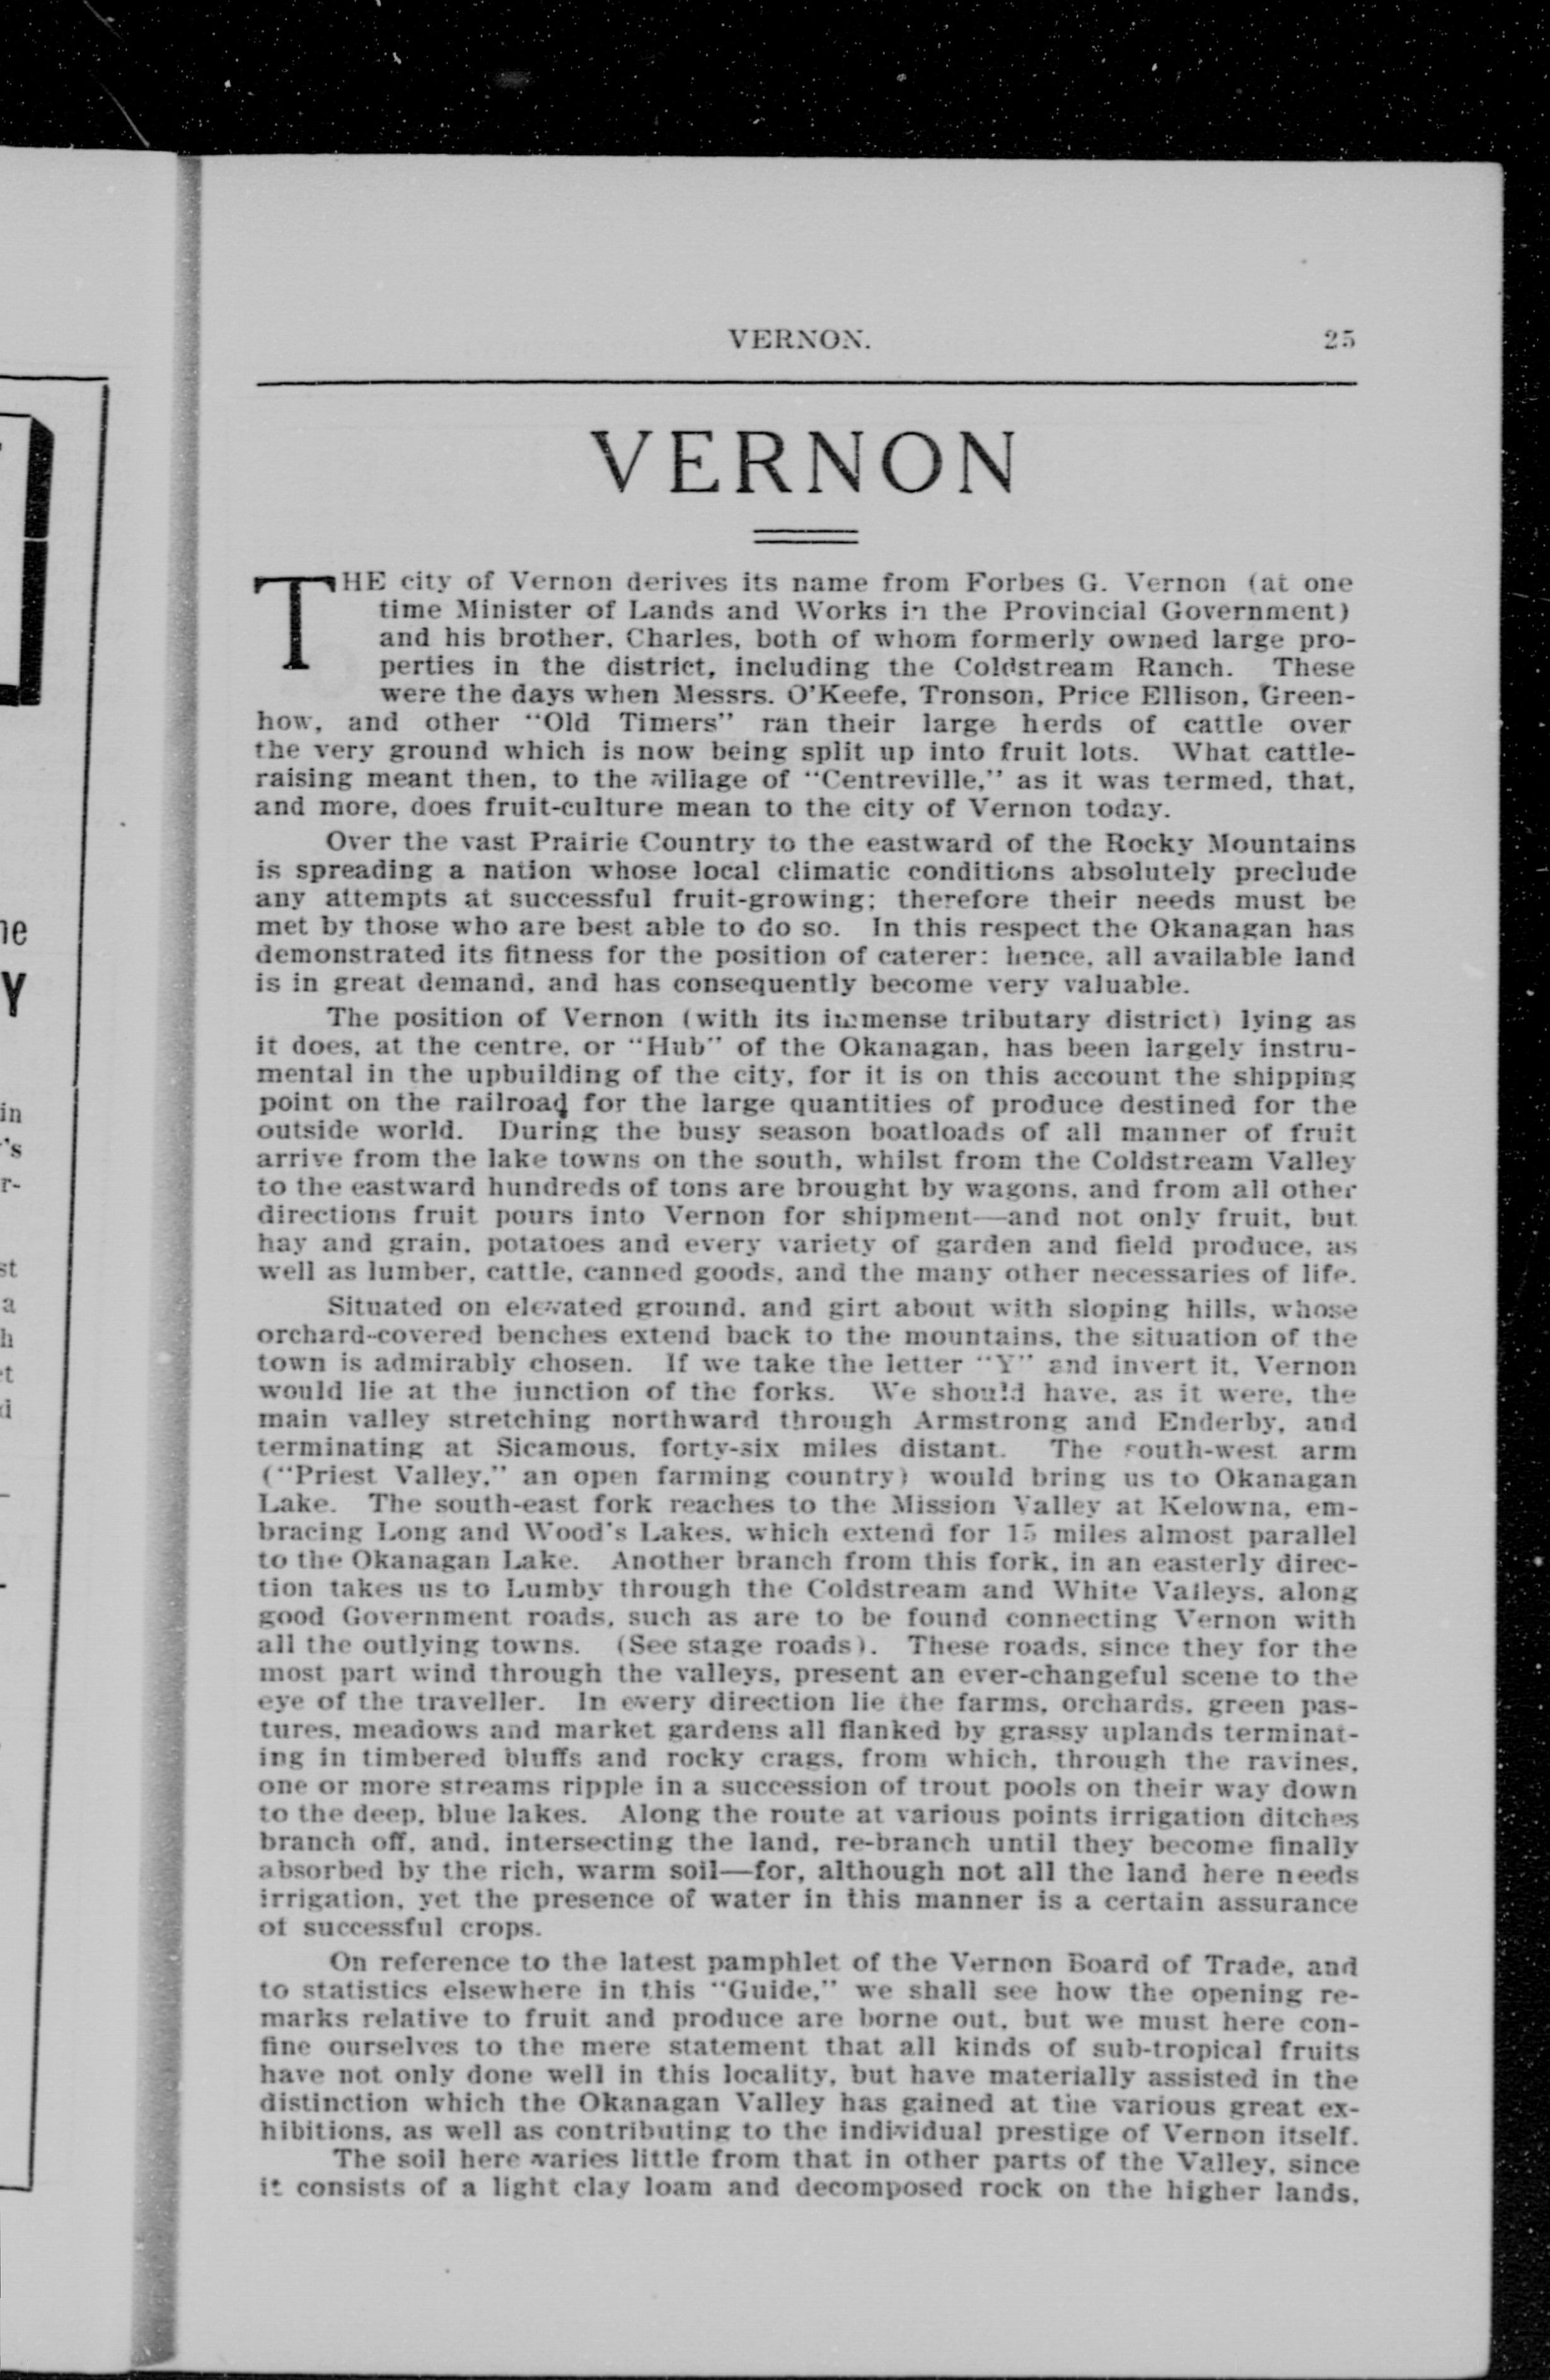 VERNON. 25
VERNON
THE city of Vernon derives its name from Forbes G. Vernon (at one
time Minister of Lands and Works in the Provincial Government)
and his brother, Charles, both of whom formerly owned large pro-
perties in the district, including the Coldstream Ranch. These
were the days when Messrs. O'Keefe, Tronson, Price Ellison, Green-
how, and other "Old Timers" ran their large herds of cattle over
the very ground which is now being split up into fruit lots. What cattle-
raising meant then, to the village of "Centreville," as it was termed, that,
and more, does fruit-culture mean to the city of Vernon today.
Over the vast Prairie Country to the eastward of the Rocky Mountains
is spreading a nation whose local climatic conditions absolutely preclude
any attempts at successful fruit-growing; therefore their needs must be
met by those who are best able to do so. In this respect the Okanagan has
demonstrated its fitness for the position of caterer: hence, all available land
is in great demand, and has consequently become very valuable.
The position of Vernon (with its immense tributary district) lying as
it does, at the centre, or "Hub" of the Okanagan, has been largely instru-
mental in the upbuilding of the city, for it is on this account the shipping
point on the railroad for the large quantities of produce destined for the
outside world. During the busy season boatloads of all manner of fruit
arrive from the lake towns on the south, whilst from the Coldstream Valley
to the eastward hundreds of tons are brought by wagons, and from all other
directions fruit pours into Vernon for shipment—and not only fruit, but
hay and grain, potatoes and every variety of garden and field produce, as
well as lumber, cattle, canned goods, and the many other necessaries of life.
Situated on elevated ground, and girt about with sloping hills, whose
orchard-covered benches extend back to the mountains, the situation of the
town is admirably chosen. If we take the letter "Y" and invert it, Vernon
would lie at the junction of the forks. We should have, as it were, the
main valley stretching northward through Armstrong and Enderby, and
terminating at Sicamous, forty-six miles distant. The south-west arm
("Priest Valley," an open farming country) would bring us to Okanagan
Lake. The south-east fork reaches to the Mission Valley at Kelowna, em-
bracing Long and Wood's Lakes, which extend for 15 miles almost parallel
to the Okanagan Lake. Another branch from this fork, in an easterly direc-
tion takes us to Lumby through the Coldstream and White Valleys, along
good Government roads, such as are to be found connecting Vernon with
all the outlying towns. (See stage roads). These roads, since they for the
most part wind through the valleys, present an ever-changeful scene to the
eye of the traveller. In every direction lie the farms, orchards, green pas-
tures, meadows and market gardens all flanked by grassy uplands terminat-
ing in timbered bluffs and rocky crags, from which, through the ravines,
one or more streams ripple in a succession of trout pools on their way down
to the deep, blue lakes. Along the route at various points irrigation ditches
branch off, and, intersecting the land, re-branch until they become finally
absorbed by the rich, warm soil—for, although not all the land here needs
irrigation, yet the presence of water in this manner is a certain assurance
of successful crops.
On reference to the latest pamphlet of the Vernon Board of Trade, and
to statistics elsewhere in this "Guide," we shall see how the opening re-
marks relative to fruit and produce are borne out, but we must here con-
fine ourselves to the mere statement that all kinds of sub-tropical fruits
have not only done well in this locality, but have materially assisted in the
distinction which the Okanagan Valley has gained at the various great ex-
hibitions, as well as contributing to the individual prestige of Vernon itself.
The soil here varies little from that in other parts of the Valley, since
it consists of a light clay loam and decomposed rock on the higher lands,